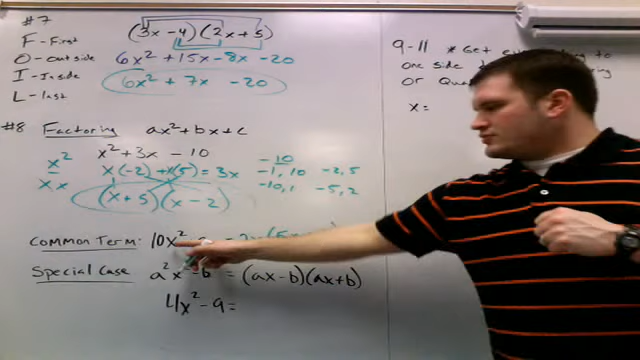 #7
(3x - 4)(2x + 5)
F - First
O - Outside
I - Inside
L - last
6x² + 15x - 8x - 20
6x² + 7x - 20
#8 Factoring ax² + bx + c
x² + 3x - 10
x²
x x
x(-2) + x(5) = 3x
(x + 5)(x - 2)
-10
-1, 10 -2, 5
-10, 1 -5, 2
Common Term: 10x² =
Special Case a²x² - b = (ax - b)(ax + b)
4x² - 9 =
9-11 * Get to
one side
or Qua
x =